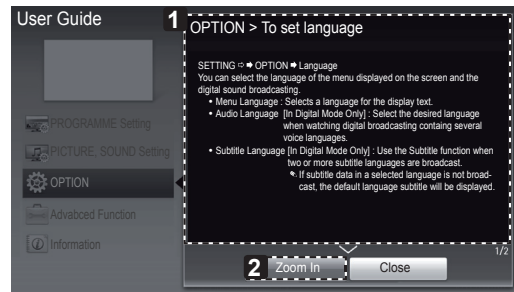 User Guide
1
OPTION > To set language
SETTING ⇨ ➡ OPTION ➡ Language
You can select the language of the menu displayed on the screen and the
digital sound broadcasting.
• Menu Language : Selects a language for the display text.
• Audio Language [In Digital Mode Only] : Select the desired language
when watching digital broadcasting containg several
voice languages.
• Subtitle Language [In Digital Mode Only] : Use the Subtitle function when
two or more subtitle languages are broadcast.
If subtitle data in a selected language is not broad-
cast, the default language subtitle will be displayed.
PROGRAMME Setting
PICTURE, SOUND Setting
OPTION
Advabced Function
Information
1/2
2
Zoom In
Close